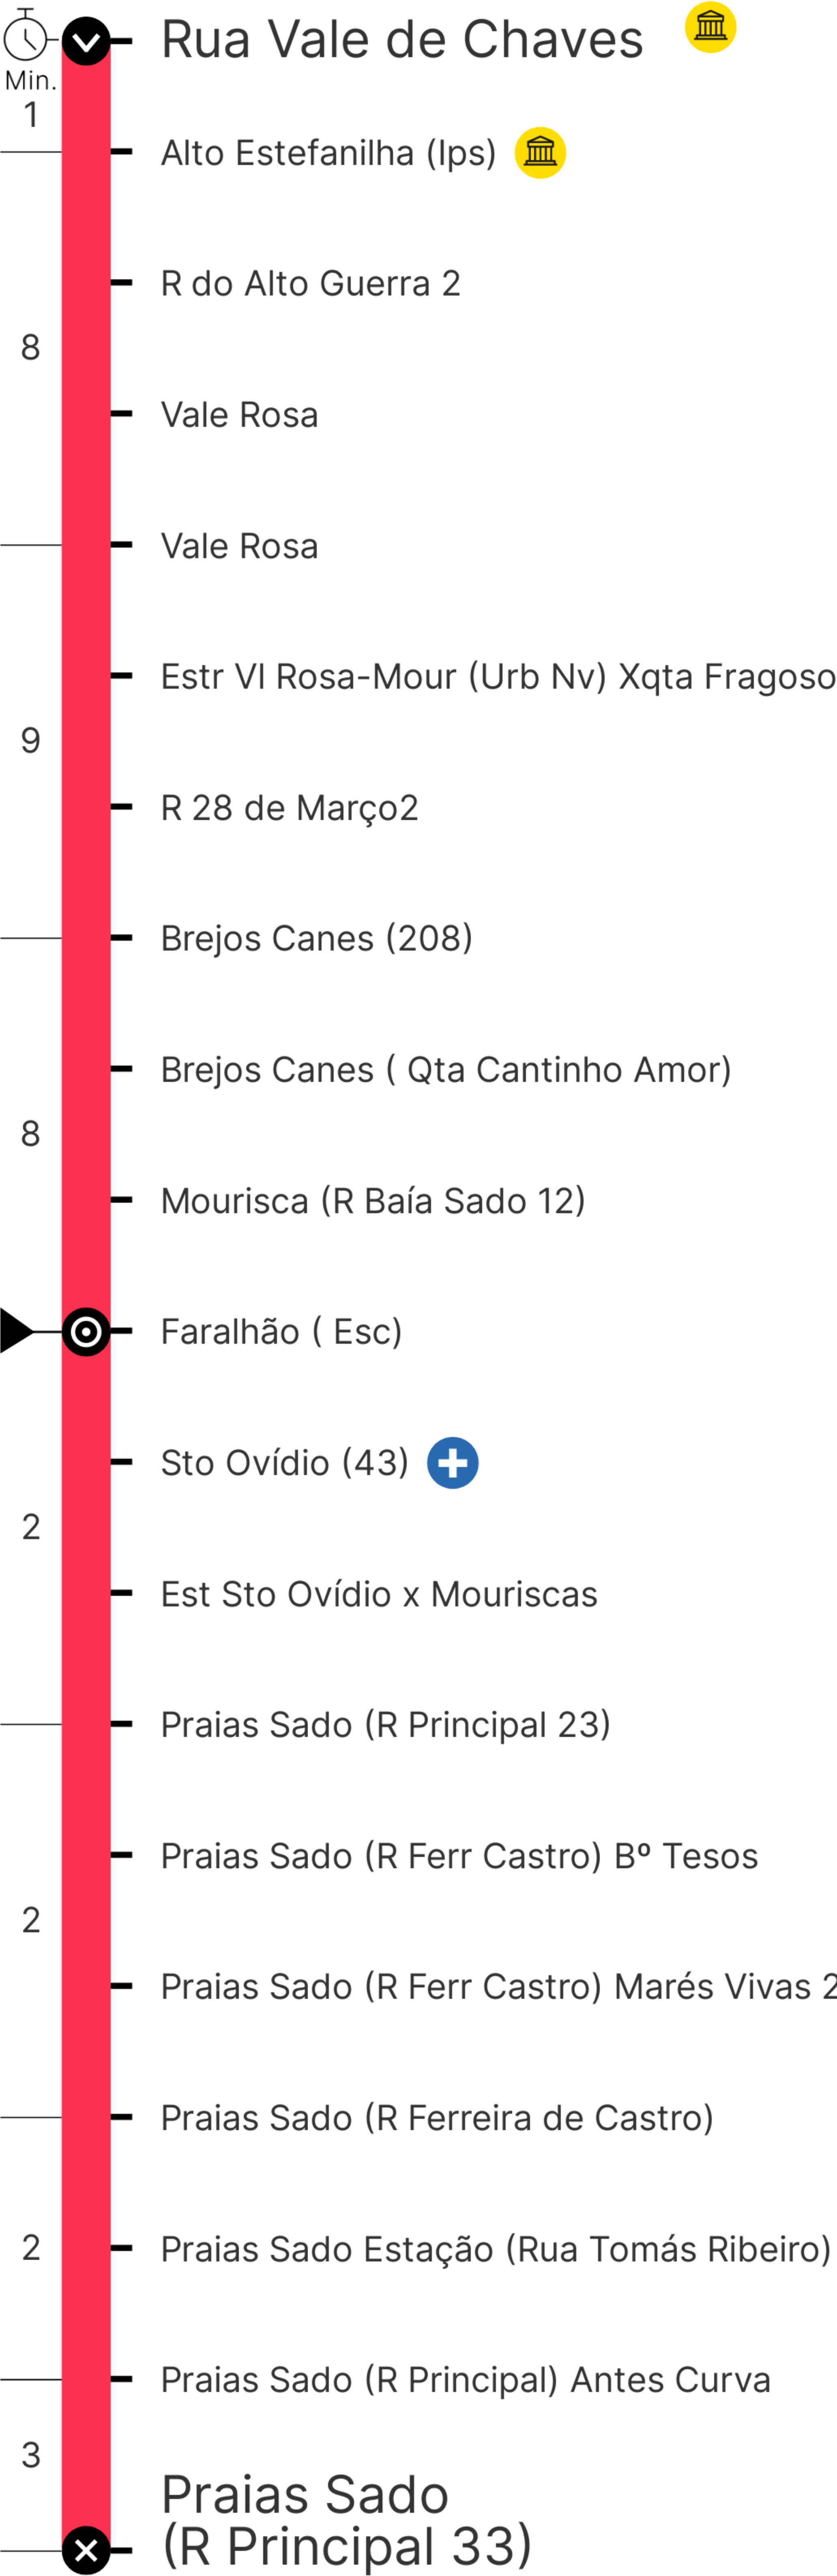 Rua Vale de Chaves
Min.
1
Alto Estefanilha (Ips)
R do Alto Guerra 2
8
Vale Rosa
Vale Rosa
Estr Vl Rosa-Mour (Urb Nv) Xqta Fragoso
9
R 28 de Março2
Brejos Canes (208)
Brejos Canes ( Qta Cantinho Amor)
8
Mourisca (R Baía Sado 12)
Faralhão ( Esc)
Sto Ovídio (43)
2
Est Sto Ovídio x Mouriscas
Praias Sado (R Principal 23)
Praias Sado (R Ferr Castro) Bº Tesos
2
Praias Sado (R Ferr Castro) Marés Vivas 2
Praias Sado (R Ferreira de Castro)
2
Praias Sado Estação (Rua Tomás Ribeiro)
Praias Sado (R Principal) Antes Curva
3
Praias Sado
(R Principal 33)